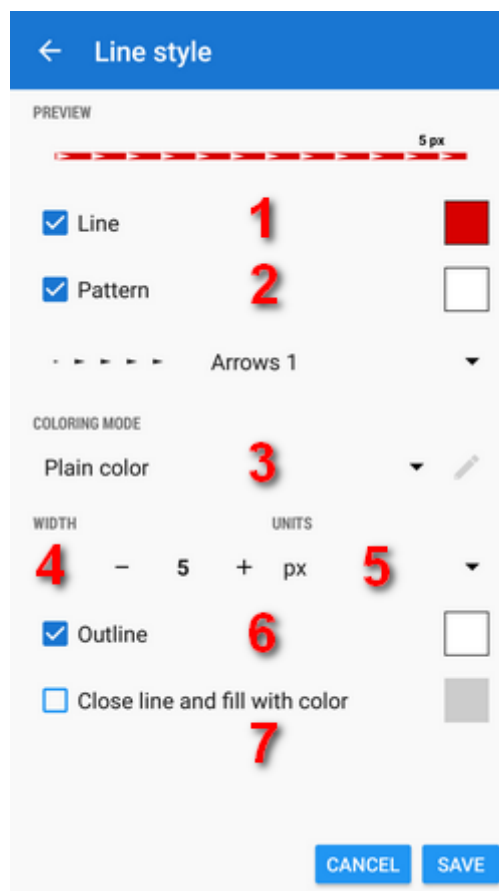 Line style
PREVIEW
5 px
Line 1
Pattern 2
Arrows 1
COLORING MODE
Plain color 3
WIDTH UNITS
4 − 5 + px 5
Outline 6
Close line and fill with color
7
CANCEL SAVE